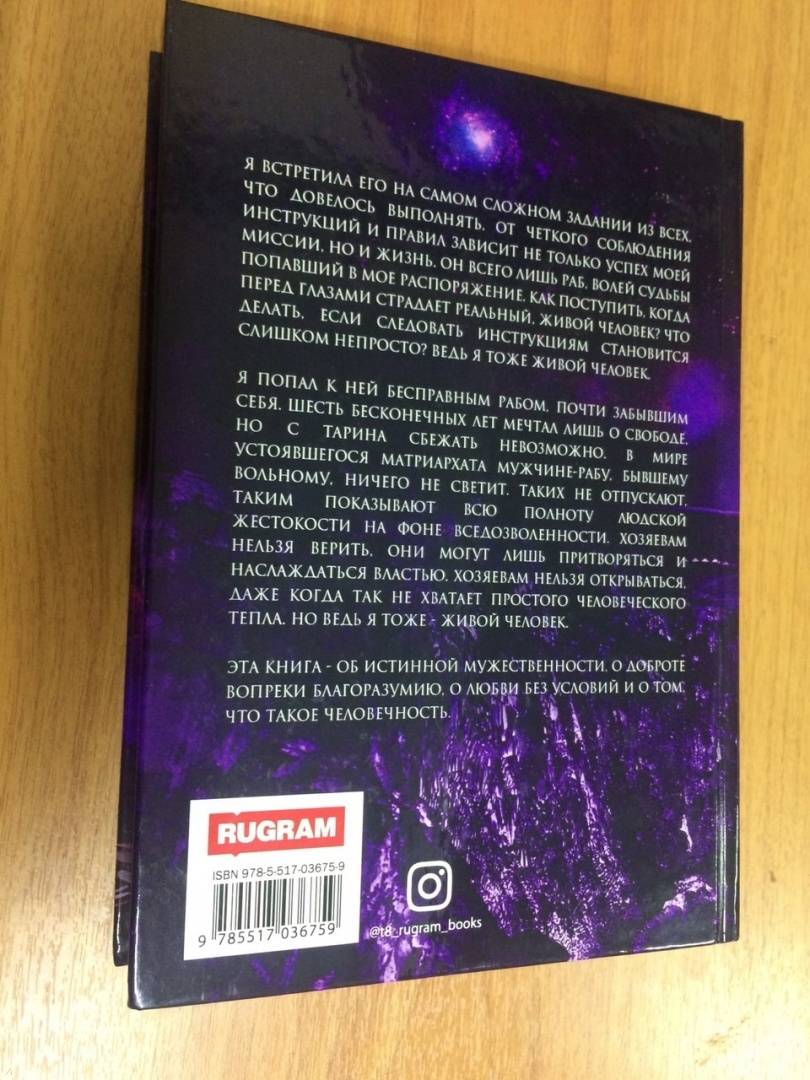 Я ВСТРЕТИЛА ЕГО НА САМОМ СЛОЖНОМ ЗАДАНИИ ИЗ ВСЕХ,
ЧТО ДОВЕЛОСЬ ВЫПОЛНЯТЬ. ОТ ЧЕТКОГО СОБЛЮДЕНИЯ
ИНСТРУКЦИЙ И ПРАВИЛ ЗАВИСИТ НЕ ТОЛЬКО УСПЕХ МОЕЙ
МИССИИ, НО И ЖИЗНЬ. ОН ВСЕГО ЛИШЬ РАБ, ВОЛЕЙ СУДЬБЫ
ПОПАВШИЙ В МОЕ РАСПОРЯЖЕНИЕ. КАК ПОСТУПИТЬ, КОГДА
ПЕРЕД ГЛАЗАМИ СТРАДАЕТ РЕАЛЬНЫЙ, ЖИВОЙ ЧЕЛОВЕК? ЧТО
ДЕЛАТЬ, ЕСЛИ СЛЕДОВАТЬ ИНСТРУКЦИЯМ СТАНОВИТСЯ
СЛИШКОМ НЕПРОСТО? ВЕДЬ Я ТОЖЕ ЖИВОЙ ЧЕЛОВЕК.
Я ПОПАЛ К НЕЙ БЕСПРАВНЫМ РАБОМ, ПОЧТИ ЗАБЫВШИМ
СЕБЯ. ШЕСТЬ БЕСКОНЕЧНЫХ ЛЕТ МЕЧТАЛ ЛИШЬ О СВОБОДЕ,
НО С ТАРИНА СБЕЖАТЬ НЕВОЗМОЖНО. В МИРЕ
УСТОЯВШЕГОСЯ МАТРИАРХАТА МУЖЧИНЕ-РАБУ, БЫВШЕМУ
ВОЛЬНОМУ, НИЧЕГО НЕ СВЕТИТ. ТАКИХ НЕ ОТПУСКАЮТ,
ТАКИМ ПОКАЗЫВАЮТ ВСЮ ПОЛНОТУ ЛЮДСКОЙ
ЖЕСТОКОСТИ НА ФОНЕ ВСЕДОЗВОЛЕННОСТИ. ХОЗЯЕВАМ
НЕЛЬЗЯ ВЕРИТЬ, ОНИ МОГУТ ЛИШЬ ПРИТВОРЯТЬСЯ И
НАСЛАЖДАТЬСЯ ВЛАСТЬЮ. ХОЗЯЕВАМ НЕЛЬЗЯ ОТКРЫВАТЬСЯ,
ДАЖЕ КОГДА ТАК НЕ ХВАТАЕТ ПРОСТОГО ЧЕЛОВЕЧЕСКОГО
ТЕПЛА. НО ВЕДЬ Я ТОЖЕ - ЖИВОЙ ЧЕЛОВЕК.
ЭТА КНИГА - ОБ ИСТИННОЙ МУЖЕСТВЕННОСТИ, О ДОБРОТЕ
ВОПРЕКИ БЛАГОРАЗУМИЮ, О ЛЮБВИ БЕЗ УСЛОВИЙ И О ТОМ,
ЧТО ТАКОЕ ЧЕЛОВЕЧНОСТЬ.
RUGRAM
ISBN 978-5-517-03675-9
9 785517 036759
@t8_rugram_books